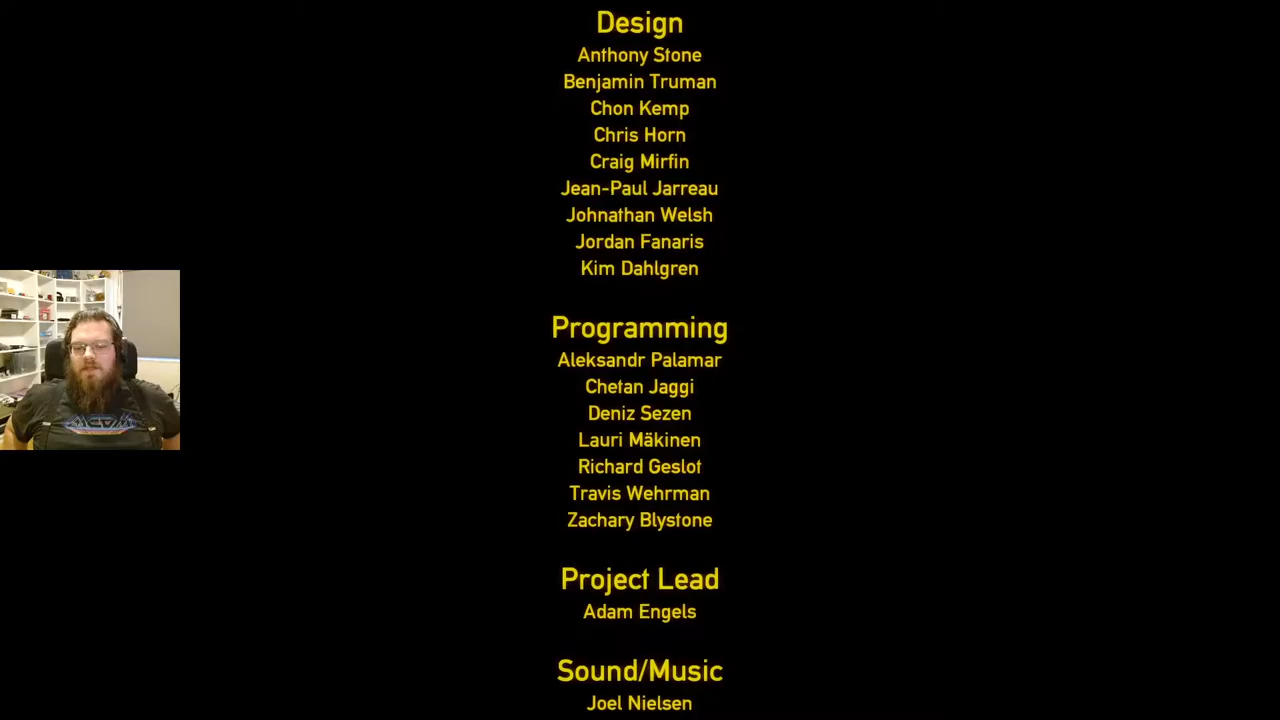 Design
Anthony Stone
Benjamin Truman
Chon Kemp
Chris Horn
Craig Mirfin
Jean-Paul Jarreau
Johnathan Welsh
Jordan Fanaris
Kim Dahlgren
Programming
Aleksandr Palamar
Chetan Jaggi
Deniz Sezen
Lauri Mäkinen
Richard Geslot
Travis Wehrman
Zachary Blystone
Project Lead
Adam Engels
Sound/Music
Joel Nielsen